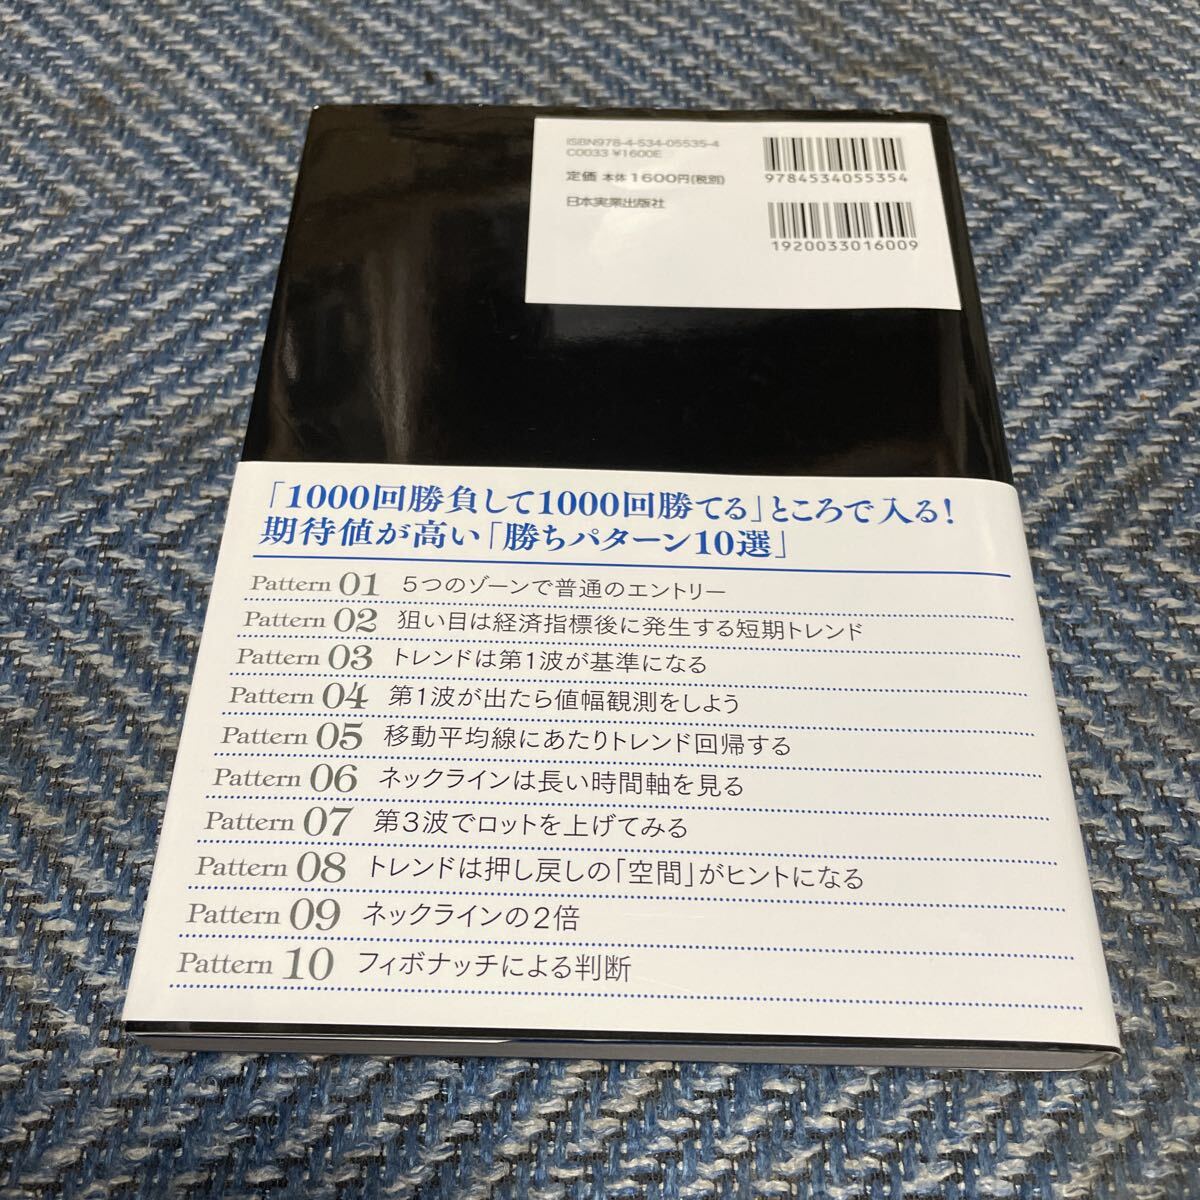 ISBN978-4-534-05535-4
C0033 ¥1600E
定価 本体1600円(税別)
日本実業出版社
9784534055354
1920033016009
「1000回勝負して1000回勝てる」ところで入る!
期待値が高い「勝ちパターン10選」
Pattern 01 5つのゾーンで普通のエントリー
Pattern 02 狙い目は経済指標後に発生する短期トレンド
Pattern 03 トレンドは第1波が基準になる
Pattern 04 第1波が出たら値幅観測をしよう
Pattern 05 移動平均線にあたりトレンド回帰する
Pattern 06 ネックラインは長い時間軸を見る
Pattern 07 第3波でロットを上げてみる
Pattern 08 トレンドは押し戻しの「空間」がヒントになる
Pattern 09 ネックラインの2倍
Pattern 10 フィボナッチによる判断